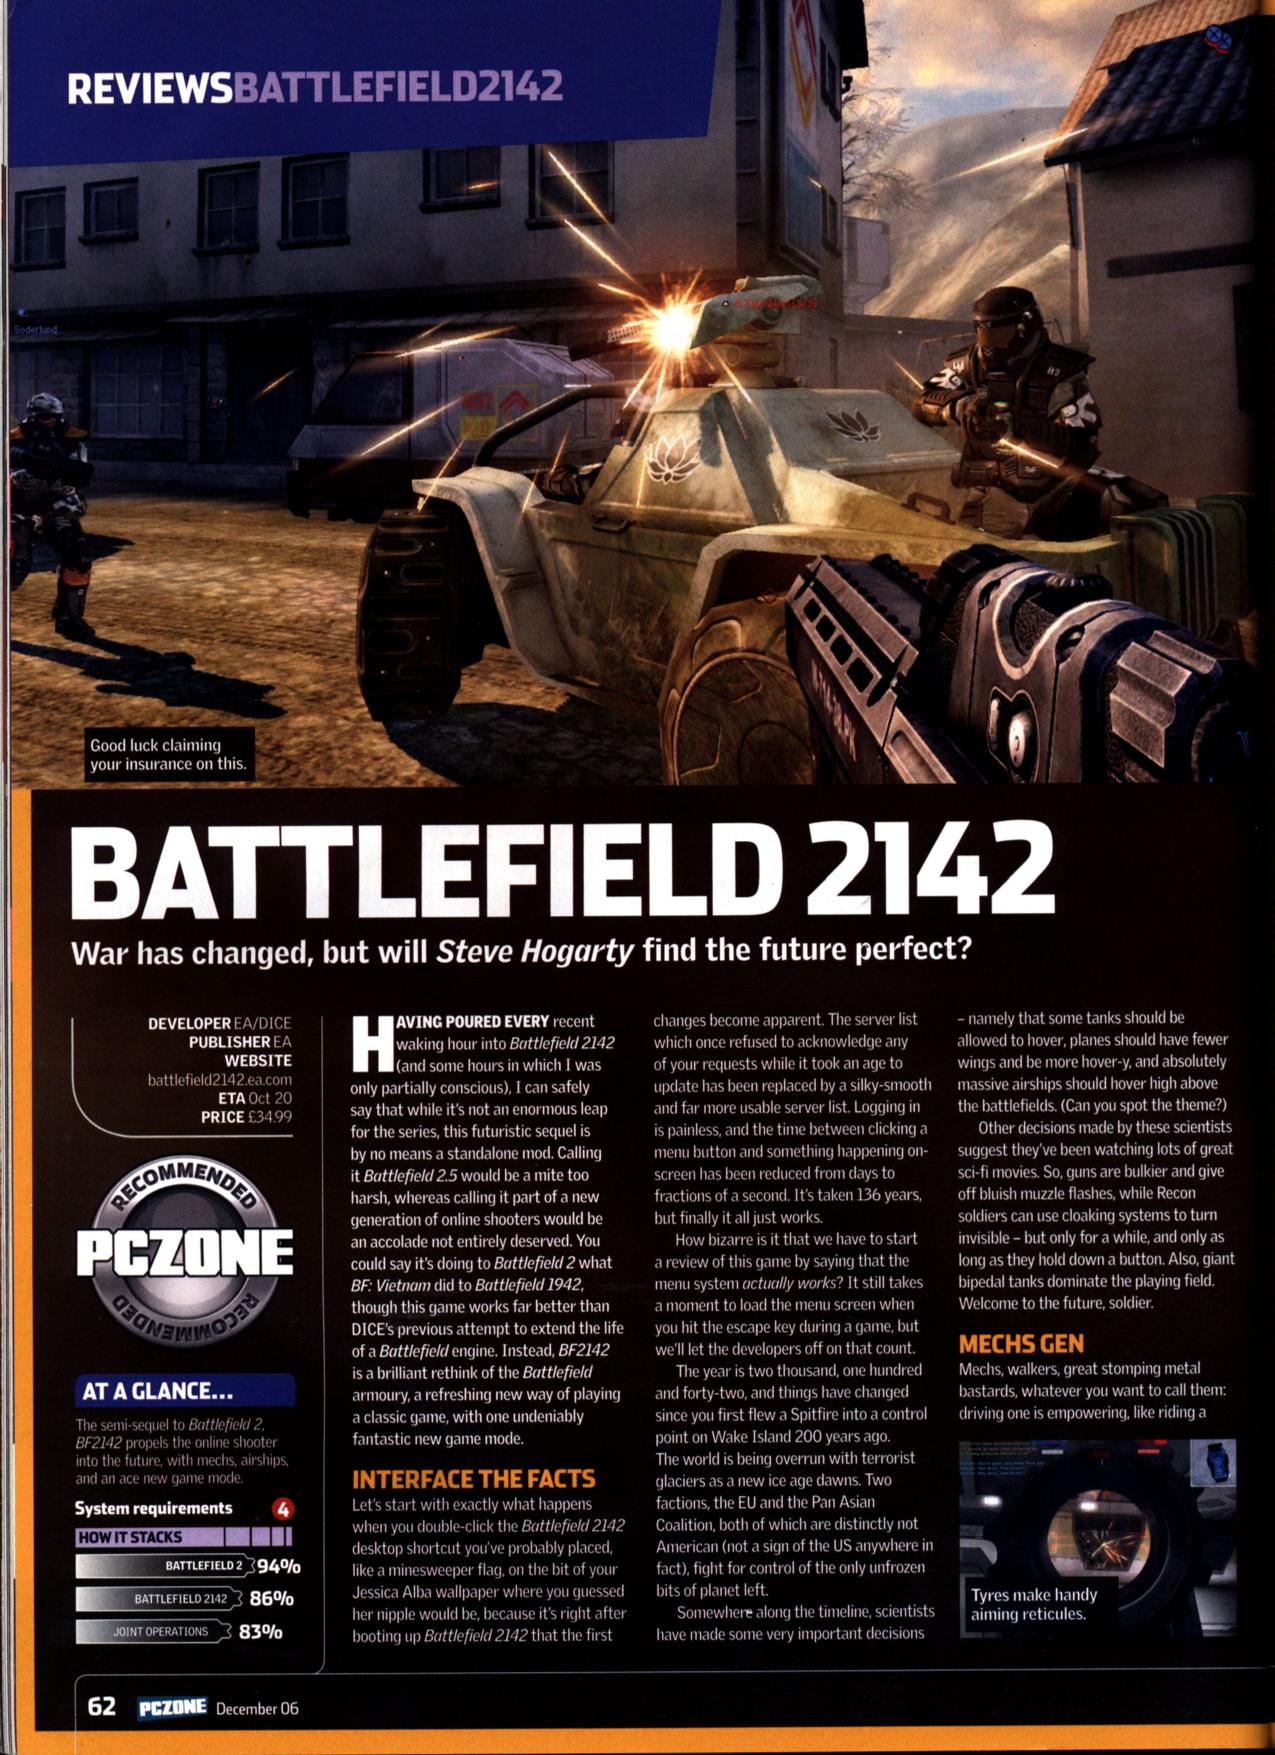 REVIEWSBATTLEFIELD2142
Soderlund
Good luck claiming
your insurance on this.
BATTLEFIELD 2142
War has changed, but will Steve Hogarty find the future perfect?
DEVELOPER EA/DICE
PUBLISHER EA
WEBSITE
battlefield2142.ea.com
ETA Oct 20
PRICE £34.99
RECOMMENDED
PCZONE
RECOMMENDED
AT A GLANCE...
The semi-sequel to Battlefield 2,
BF2142 propels the online shooter
into the future, with mechs, airships,
and an ace new game mode.
System requirements 4
HOW IT STACKS
BATTLEFIELD 2 94%
BATTLEFIELD 2142 86%
JOINT OPERATIONS 83%
HAVING POURED EVERY recent
waking hour into Battlefield 2142
(and some hours in which I was
only partially conscious), I can safely
say that while it's not an enormous leap
for the series, this futuristic sequel is
by no means a standalone mod. Calling
it Battlefield 2.5 would be a mite too
harsh, whereas calling it part of a new
generation of online shooters would be
an accolade not entirely deserved. You
could say it's doing to Battlefield 2 what
BF: Vietnam did to Battlefield 1942,
though this game works far better than
DICE's previous attempt to extend the life
of a Battlefield engine. Instead, BF2142
is a brilliant rethink of the Battlefield
armoury, a refreshing new way of playing
a classic game, with one undeniably
fantastic new game mode.
INTERFACE THE FACTS
Let's start with exactly what happens
when you double-click the Battlefield 2142
desktop shortcut you've probably placed,
like a minesweeper flag, on the bit of your
Jessica Alba wallpaper where you guessed
her nipple would be, because it's right after
booting up Battlefield 2142 that the first
changes become apparent. The server list
which once refused to acknowledge any
of your requests while it took an age to
update has been replaced by a silky-smooth
and far more usable server list. Logging in
is painless, and the time between clicking a
menu button and something happening on-
screen has been reduced from days to
fractions of a second. It's taken 136 years,
but finally it all just works.
How bizarre is it that we have to start
a review of this game by saying that the
menu system actually works? It still takes
a moment to load the menu screen when
you hit the escape key during a game, but
we'll let the developers off on that count.
The year is two thousand, one hundred
and forty-two, and things have changed
since you first flew a Spitfire into a control
point on Wake Island 200 years ago.
The world is being overrun with terrorist
glaciers as a new ice age dawns. Two
factions, the EU and the Pan Asian
Coalition, both of which are distinctly not
American (not a sign of the US anywhere in
fact), fight for control of the only unfrozen
bits of planet left.
Somewhere along the timeline, scientists
have made some very important decisions
– namely that some tanks should be
allowed to hover, planes should have fewer
wings and be more hover-y, and absolutely
massive airships should hover high above
the battlefields. (Can you spot the theme?)
Other decisions made by these scientists
suggest they've been watching lots of great
sci-fi movies. So, guns are bulkier and give
off bluish muzzle flashes, while Recon
soldiers can use cloaking systems to turn
invisible – but only for a while, and only as
long as they hold down a button. Also, giant
bipedal tanks dominate the playing field.
Welcome to the future, soldier.
MECHS GEN
Mechs, walkers, great stomping metal
bastards, whatever you want to call them:
driving one is empowering, like riding a
Tyres make handy
aiming reticules.
62 PCZONE December 06